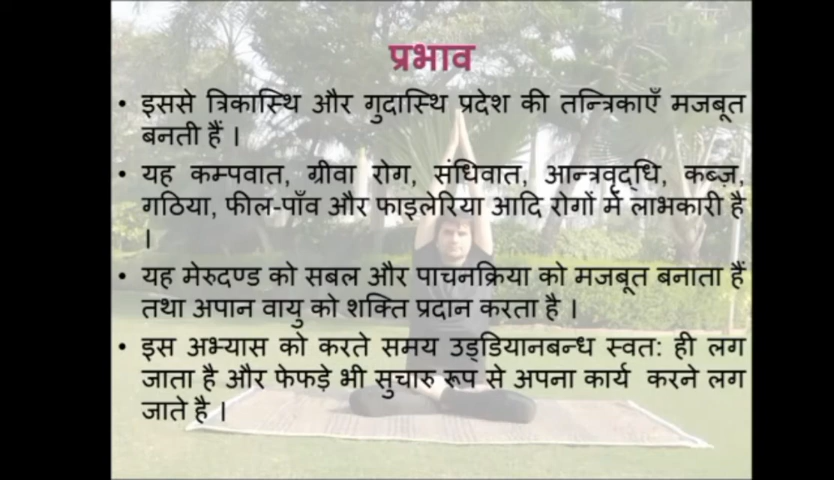 प्रभाव
• इससे त्रिकास्थि और गुदास्थि प्रदेश की तन्त्रिकाएँ मजबूत
बनती हैं ।
• यह कम्पवात, ग्रीवा रोग, संधिवात, आन्त्रवृद्धि, कब्ज़,
गठिया, फील-पाँव और फाइलेरिया आदि रोगों में लाभकारी है
।
• यह मेरुदण्ड को सबल और पाचनक्रिया को मजबूत बनाता हैं
तथा अपान वायु को शक्ति प्रदान करता है ।
• इस अभ्यास को करते समय उड्डियानबन्ध स्वत: ही लग
जाता है और फेफड़े भी सुचारु रूप से अपना कार्य करने लग
जाते है ।